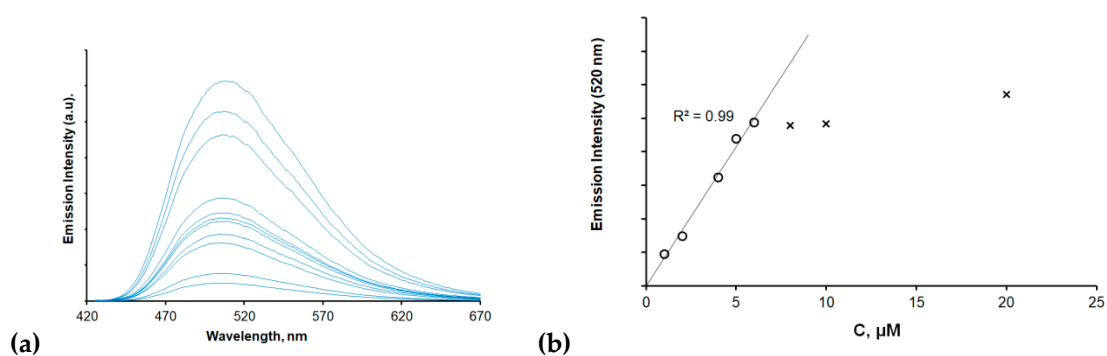 (a)
Emission Intensity (a.u).
420 470 520 570 620 670
Wavelength, nm
(b)
Emission Intensity (520 nm)
R² = 0.99
0 5 10 15 20 25
C, µM